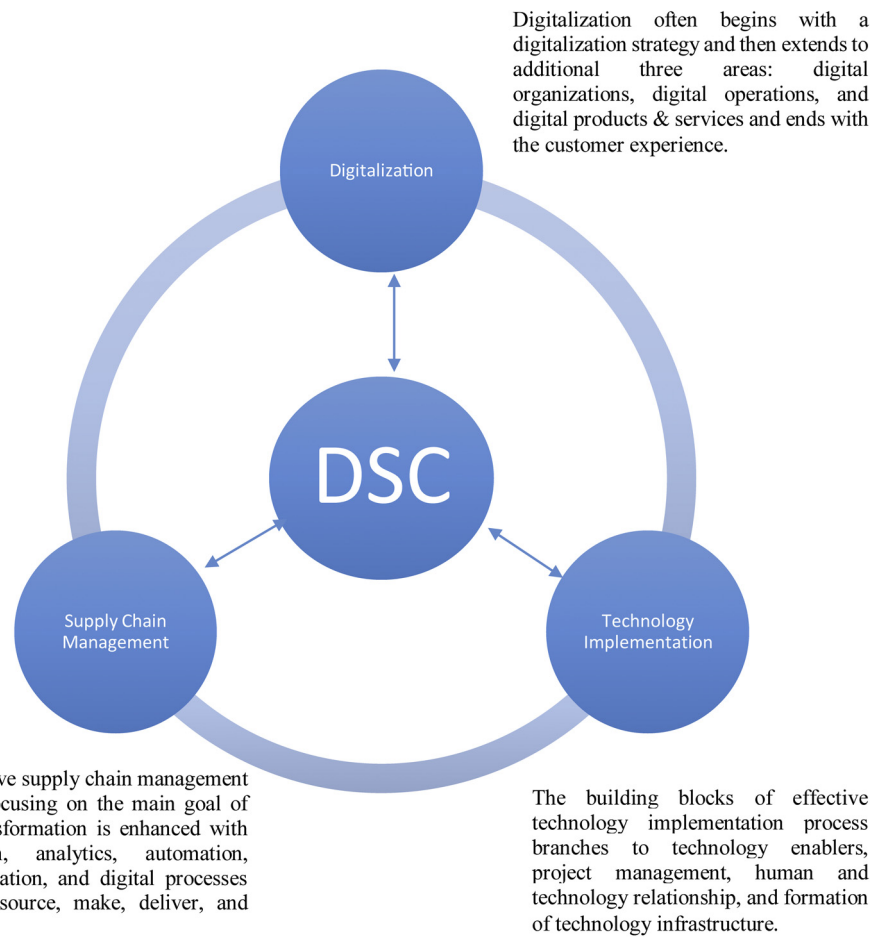 Digitalization often begins with a
digitalization strategy and then extends to
additional three areas: digital
organizations, digital operations, and
digital products & services and ends with
the customer experience.
Digitalization
DSC
Supply Chain
Management
Technology
Implementation
supply chain management
on the main goal of
is enhanced with
analytics, automation,
and digital processes
source, make, deliver, and
The building blocks of effective
technology implementation process
branches to technology enablers,
project management, human and
technology relationship, and formation
of technology infrastructure.